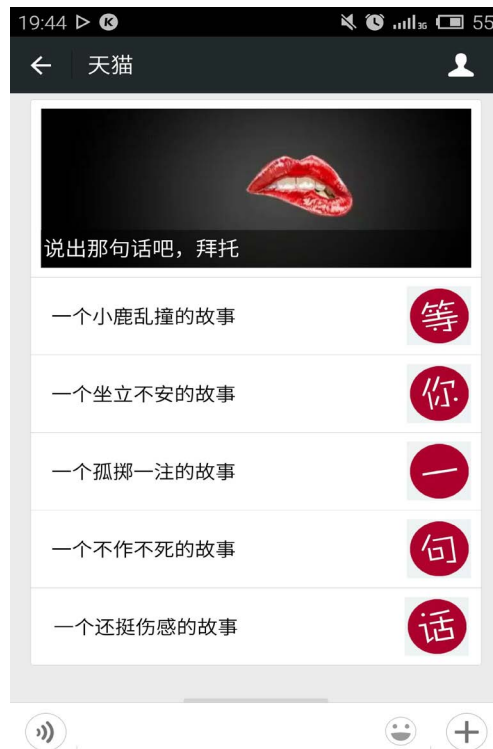 19:44 K 3G 55
天猫
说出那句话吧，拜托
一个小鹿乱撞的故事 等
一个坐立不安的故事 你
一个孤掷一注的故事 一
一个不作不死的故事 句
一个还挺伤感的故事 话